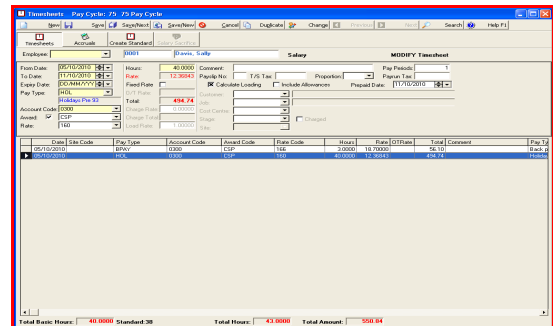 Timesheets Pay Cycle: 75 75 Pay Cycle
New Save Save/Next Save/New Cancel Duplicate Change Previous Next Search Help F1
Timesheets Accruals Create Standard
Employee: 0001 Davis, Sally Salary MODIFY Timesheet
From Date: 05/10/2010 Hours: 40.0000 Comment: Pay Periods: 1
To Date: 11/10/2010 Rate: 12.36843 Payslip No: T/S Tax: Proportion: Payrun Tax:
Expiry Date: DD/MM/YYYY Fixed Rate Calculate Loading Include Allowances Prepaid Date: 11/10/2010
Pay Type: HOL O/T Rate: Customer:
Holidays Pre 93 Total 494.74 Job:
Account Code: 0300 Charge Rate 0.00000 Cost Centre:
Award: CSP Charge Total Stage: Charged
Rate: 160 Load Rate: 1.00000 Site:
Date Site Code Pay Type Account Code Award Code Rate Code Hours Rate OTRate Total Comment Pay Ty
05/10/2010 BPAY 0300 CSP 166 3.0000 18.70000 56.10 Back p
05/10/2010 HOL 0300 CSP 160 40.0000 12.36843 494.74 Holiday
Total Basic Hours: 40.0000 Standard:38 Total Hours: 43.0000 Total Amount: 550.84